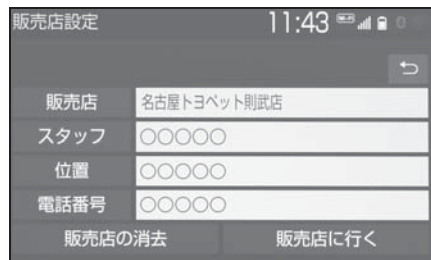 販売店設定 11:43
販売店 名古屋トヨペット則武店
スタッフ ○○○○○
位置 ○○○○○
電話番号 ○○○○○
販売店の消去 販売店に行く